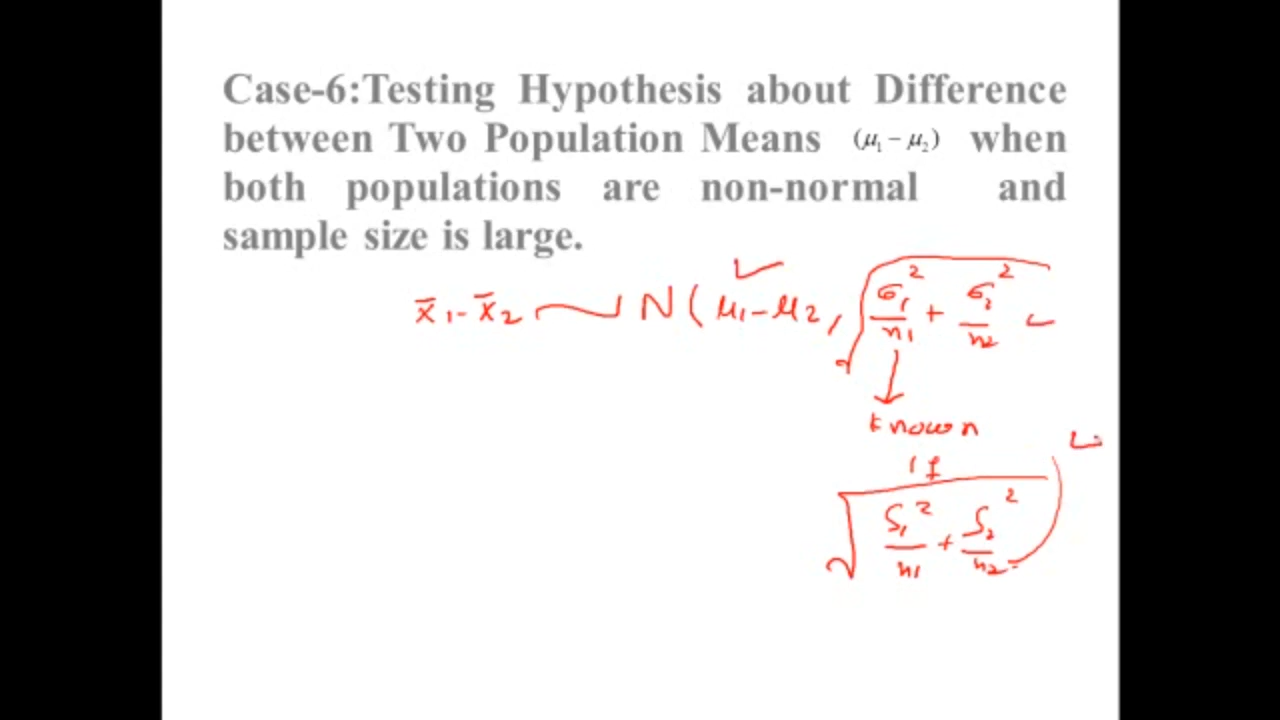 Case-6:Testing Hypothesis about Difference
between Two Population Means (μ₁ − μ₂) when
both populations are non-normal and
sample size is large.
x̄₁-x̄₂ ~ N(μ₁-μ₂, √(σ₁²/n₁ + σ₂²/n₂
↓
known
if
√(S₁²/n₁ + S₂²/n₂))